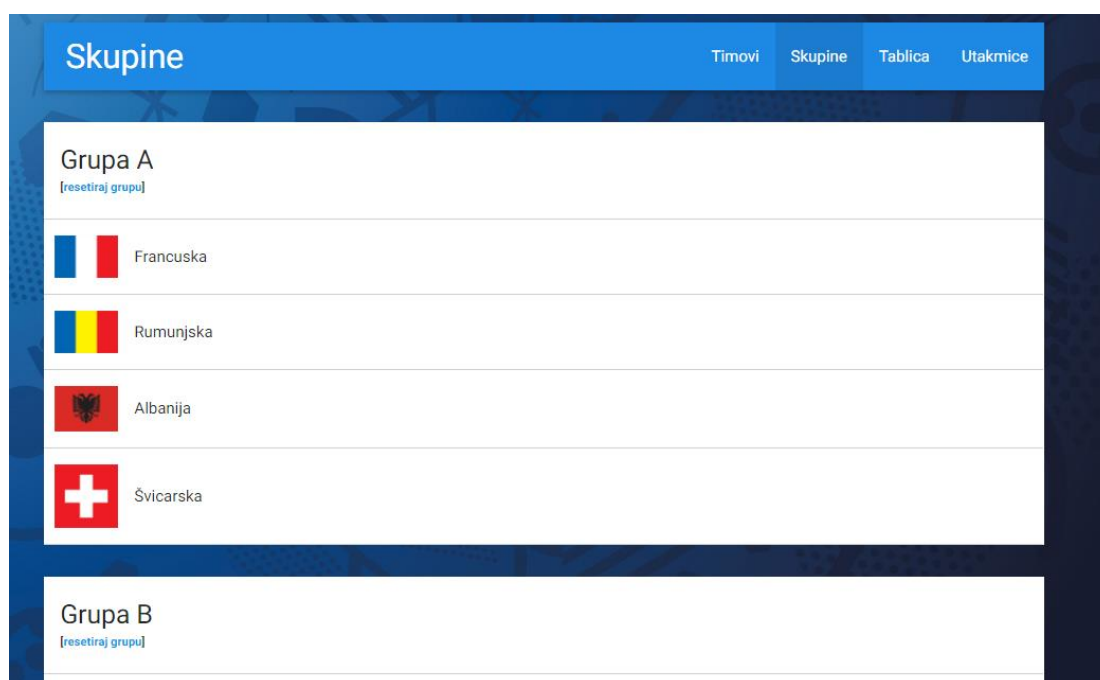 Skupine
Timovi Skupine Tablica Utakmice
Grupa A
[resetiraj grupu]
Francuska
Rumunjska
Albanija
Švicarska
Grupa B
[resetiraj grupu]